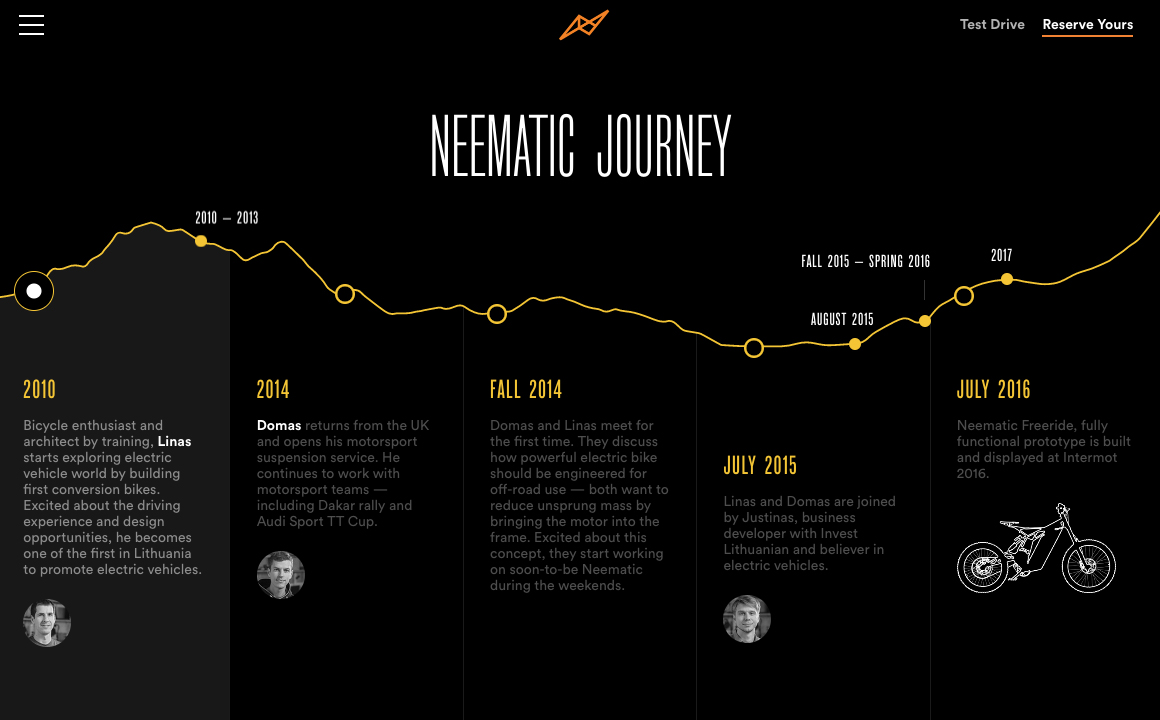 Test Drive
Reserve Yours
NEEMATIC JOURNEY
2010 — 2013
FALL 2015 — SPRING 2016
2017
AUGUST 2015
2010
Bicycle enthusiast and
architect by training, Linas
starts exploring electric
vehicle world by building
first conversion bikes.
Excited about the driving
experience and design
opportunities, he becomes
one of the first in Lithuania
to promote electric vehicles.
2014
Domas returns from the UK
and opens his motorsport
suspension service. He
continues to work with
motorsport teams —
including Dakar rally and
Audi Sport TT Cup.
FALL 2014
Domas and Linas meet for
the first time. They discuss
how powerful electric bike
should be engineered for
off-road use — both want to
reduce unsprung mass by
bringing the motor into the
frame. Excited about this
concept, they start working
on soon-to-be Neematic
during the weekends.
JULY 2015
Linas and Domas are joined
by Justinas, business
developer with Invest
Lithuanian and believer in
electric vehicles.
JULY 2016
Neematic Freeride, fully
functional prototype is built
and displayed at Intermot
2016.